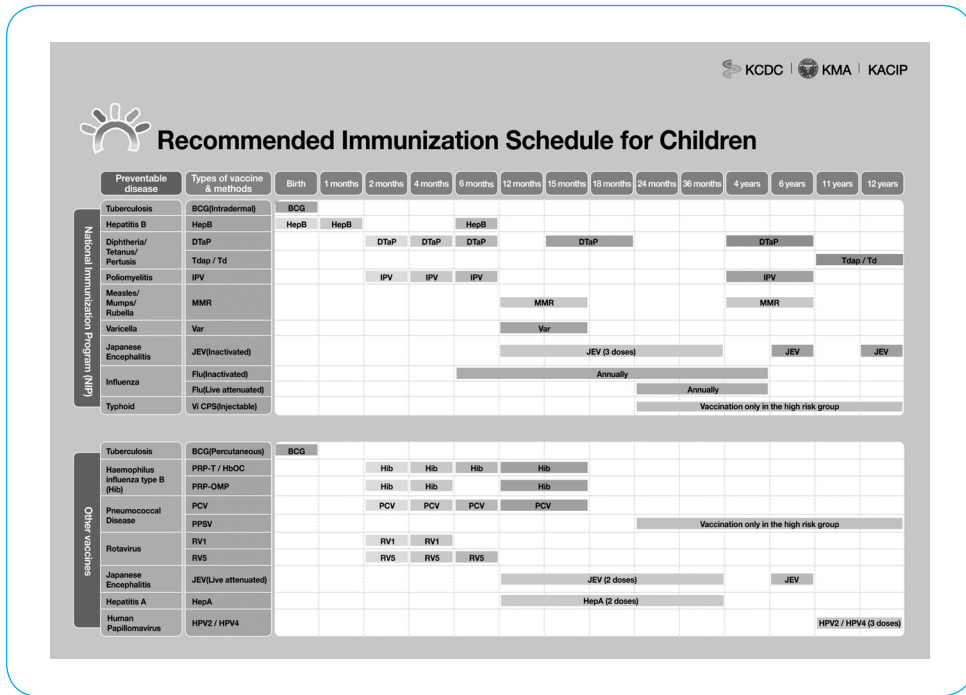 KCDC | KMA | KACIP
Recommended Immunization Schedule for Children
Preventable disease Types of vaccine & methods Birth 1 months 2 months 4 months 6 months 12 months 15 months 18 months 24 months 36 months 4 years 6 years 11 years 12 years
National Immunization Program (NIP)
Tuberculosis BCG(Intradermal) BCG
Hepatitis B HepB HepB HepB HepB
Diphtheria/ Tetanus/ Pertusis DTaP DTaP DTaP DTaP DTaP DTaP
Tdap / Td Tdap / Td
Poliomyelitis IPV IPV IPV IPV IPV
Measles/ Mumps/ Rubella MMR MMR MMR
Varicella Var Var
Japanese Encephalitis JEV(Inactivated) JEV (3 doses) JEV JEV
Influenza Flu(Inactivated) Annually
Flu(Live attenuated) Annually
Typhoid Vi CPS(Injectable) Vaccination only in the high risk group
Other vaccines
Tuberculosis BCG(Percutaneous) BCG
Haemophilus influenza type B (Hib) PRP-T / HbOC Hib Hib Hib Hib
PRP-OMP Hib Hib Hib
Pneumococcal Disease PCV PCV PCV PCV PCV
PPSV Vaccination only in the high risk group
Rotavirus RV1 RV1 RV1
RV5 RV5 RV5 RV5
Japanese Encephalitis JEV(Live attenuated) JEV (2 doses) JEV
Hepatitis A HepA HepA (2 doses)
Human Papillomavirus HPV2 / HPV4 HPV2 / HPV4 (3 doses)